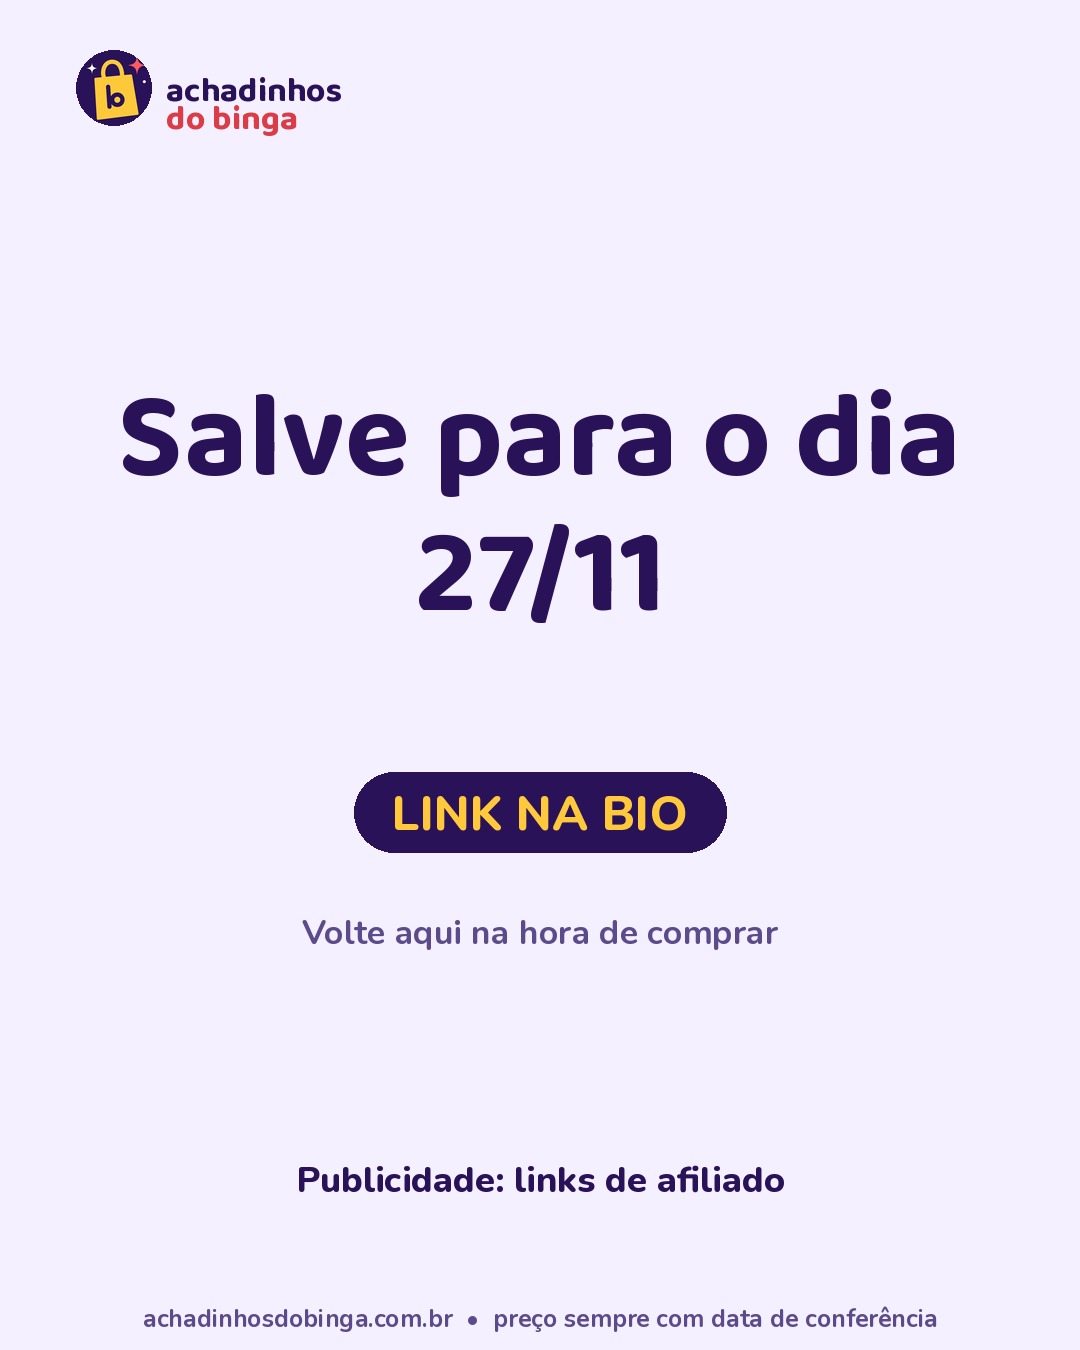 b
achadinhos
do binga
Salve para o dia
27/11
LINK NA BIO
Volte aqui na hora de comprar
Publicidade: links de afiliado
achadinhosdobinga.com.br • preço sempre com data de conferência